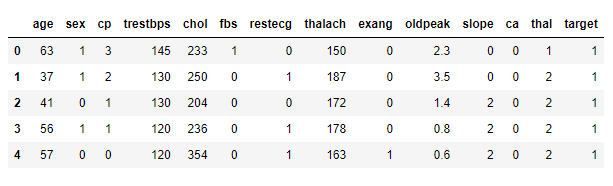 age sex cp trestbps chol fbs restecg thalach exang oldpeak slope ca thal target
0 63 1 3 145 233 1 0 150 0 2.3 0 0 1 1
1 37 1 2 130 250 0 1 187 0 3.5 0 0 2 1
2 41 0 1 130 204 0 0 172 0 1.4 2 0 2 1
3 56 1 1 120 236 0 1 178 0 0.8 2 0 2 1
4 57 0 0 120 354 0 1 163 1 0.6 2 0 2 1